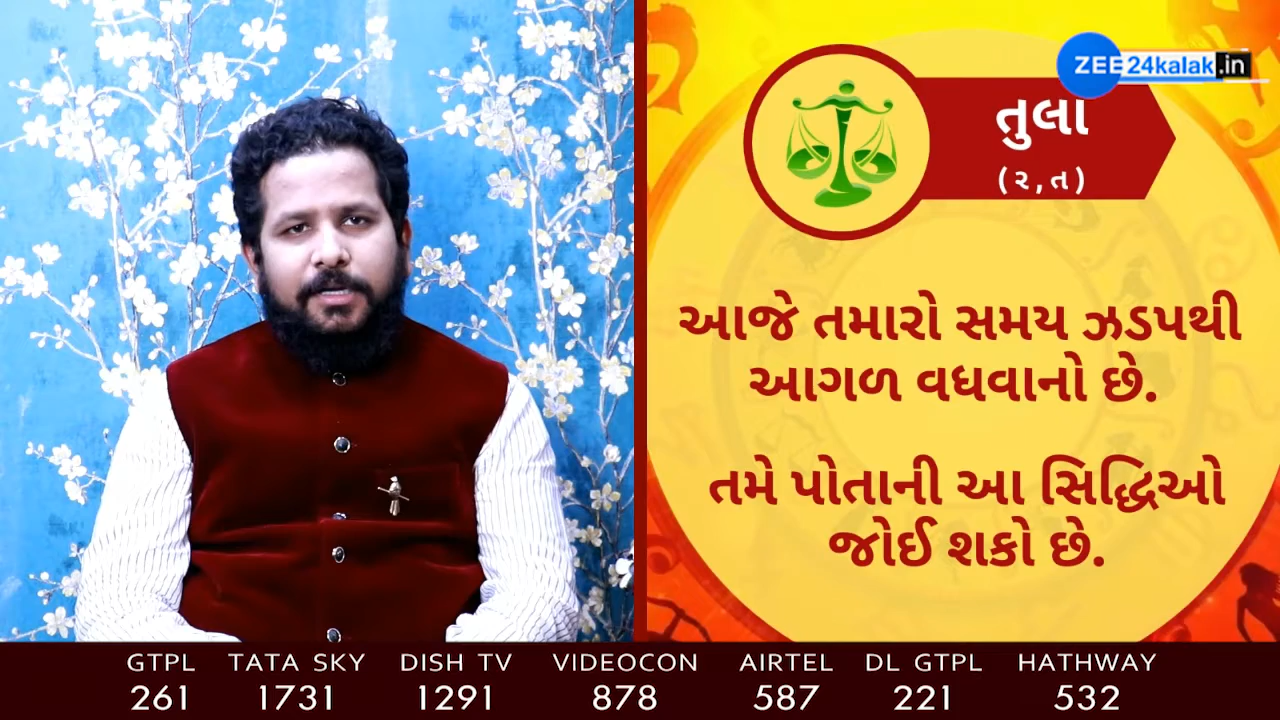 ZEE24kalak.in
તુલા
(ર,ત)
આજે તમારો સમય ઝડપથી
આગળ વધવાનો છે.
તમે પોતાની આ સિદ્ધિઓ
જોઈ શકો છે.
GTPL TATA SKY DISH TV VIDEOCON AIRTEL DL GTPL HATHWAY
261 1731 1291 878 587 221 532